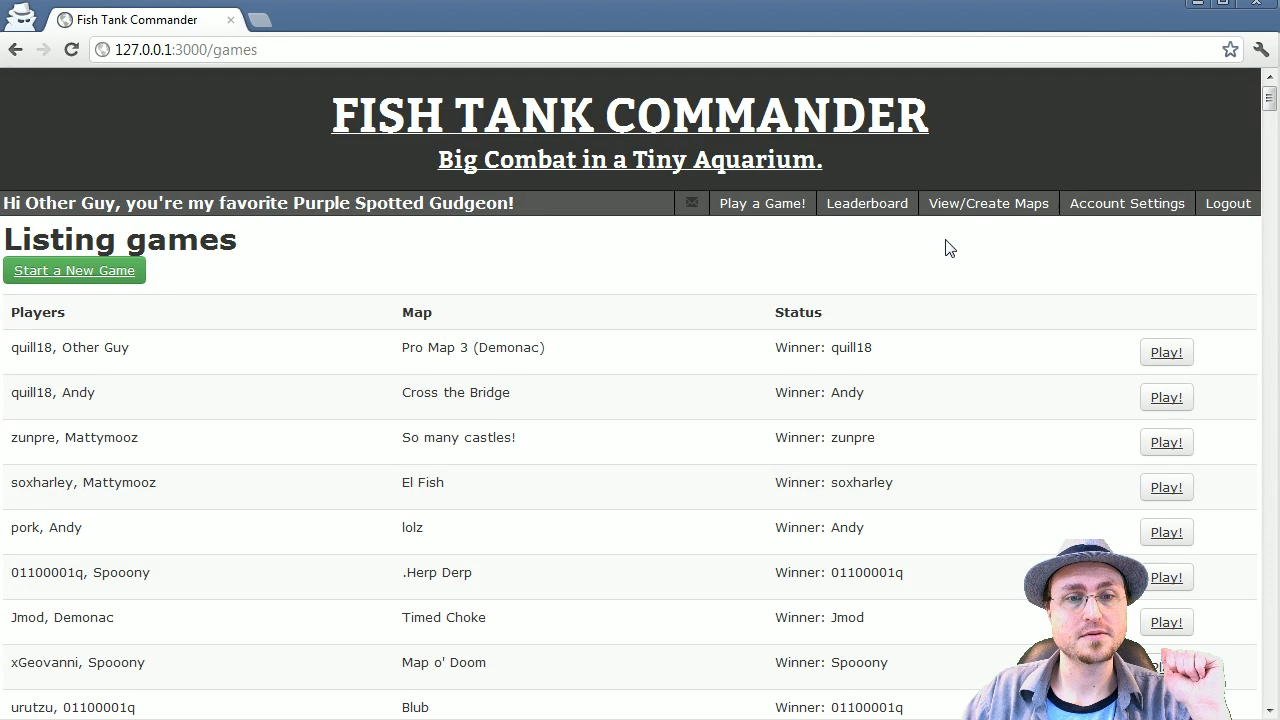 Fish Tank Commander
127.0.0.1:3000/games
FISH TANK COMMANDER
Big Combat in a Tiny Aquarium.
Hi Other Guy, you're my favorite Purple Spotted Gudgeon! Play a Game! Leaderboard View/Create Maps Account Settings Logout
Listing games
Start a New Game
Players Map Status
quill18, Other Guy Pro Map 3 (Demonac) Winner: quill18 Play!
quill18, Andy Cross the Bridge Winner: Andy Play!
zunpre, Mattymooz So many castles! Winner: zunpre Play!
soxharley, Mattymooz El Fish Winner: soxharley Play!
pork, Andy lolz Winner: Andy Play!
01100001q, Spooony .Herp Derp Winner: 01100001q Play!
Jmod, Demonac Timed Choke Winner: Jmod Play!
xGeovanni, Spooony Map o' Doom Winner: Spooony
urutzu, 01100001q Blub Winner: 01100001q